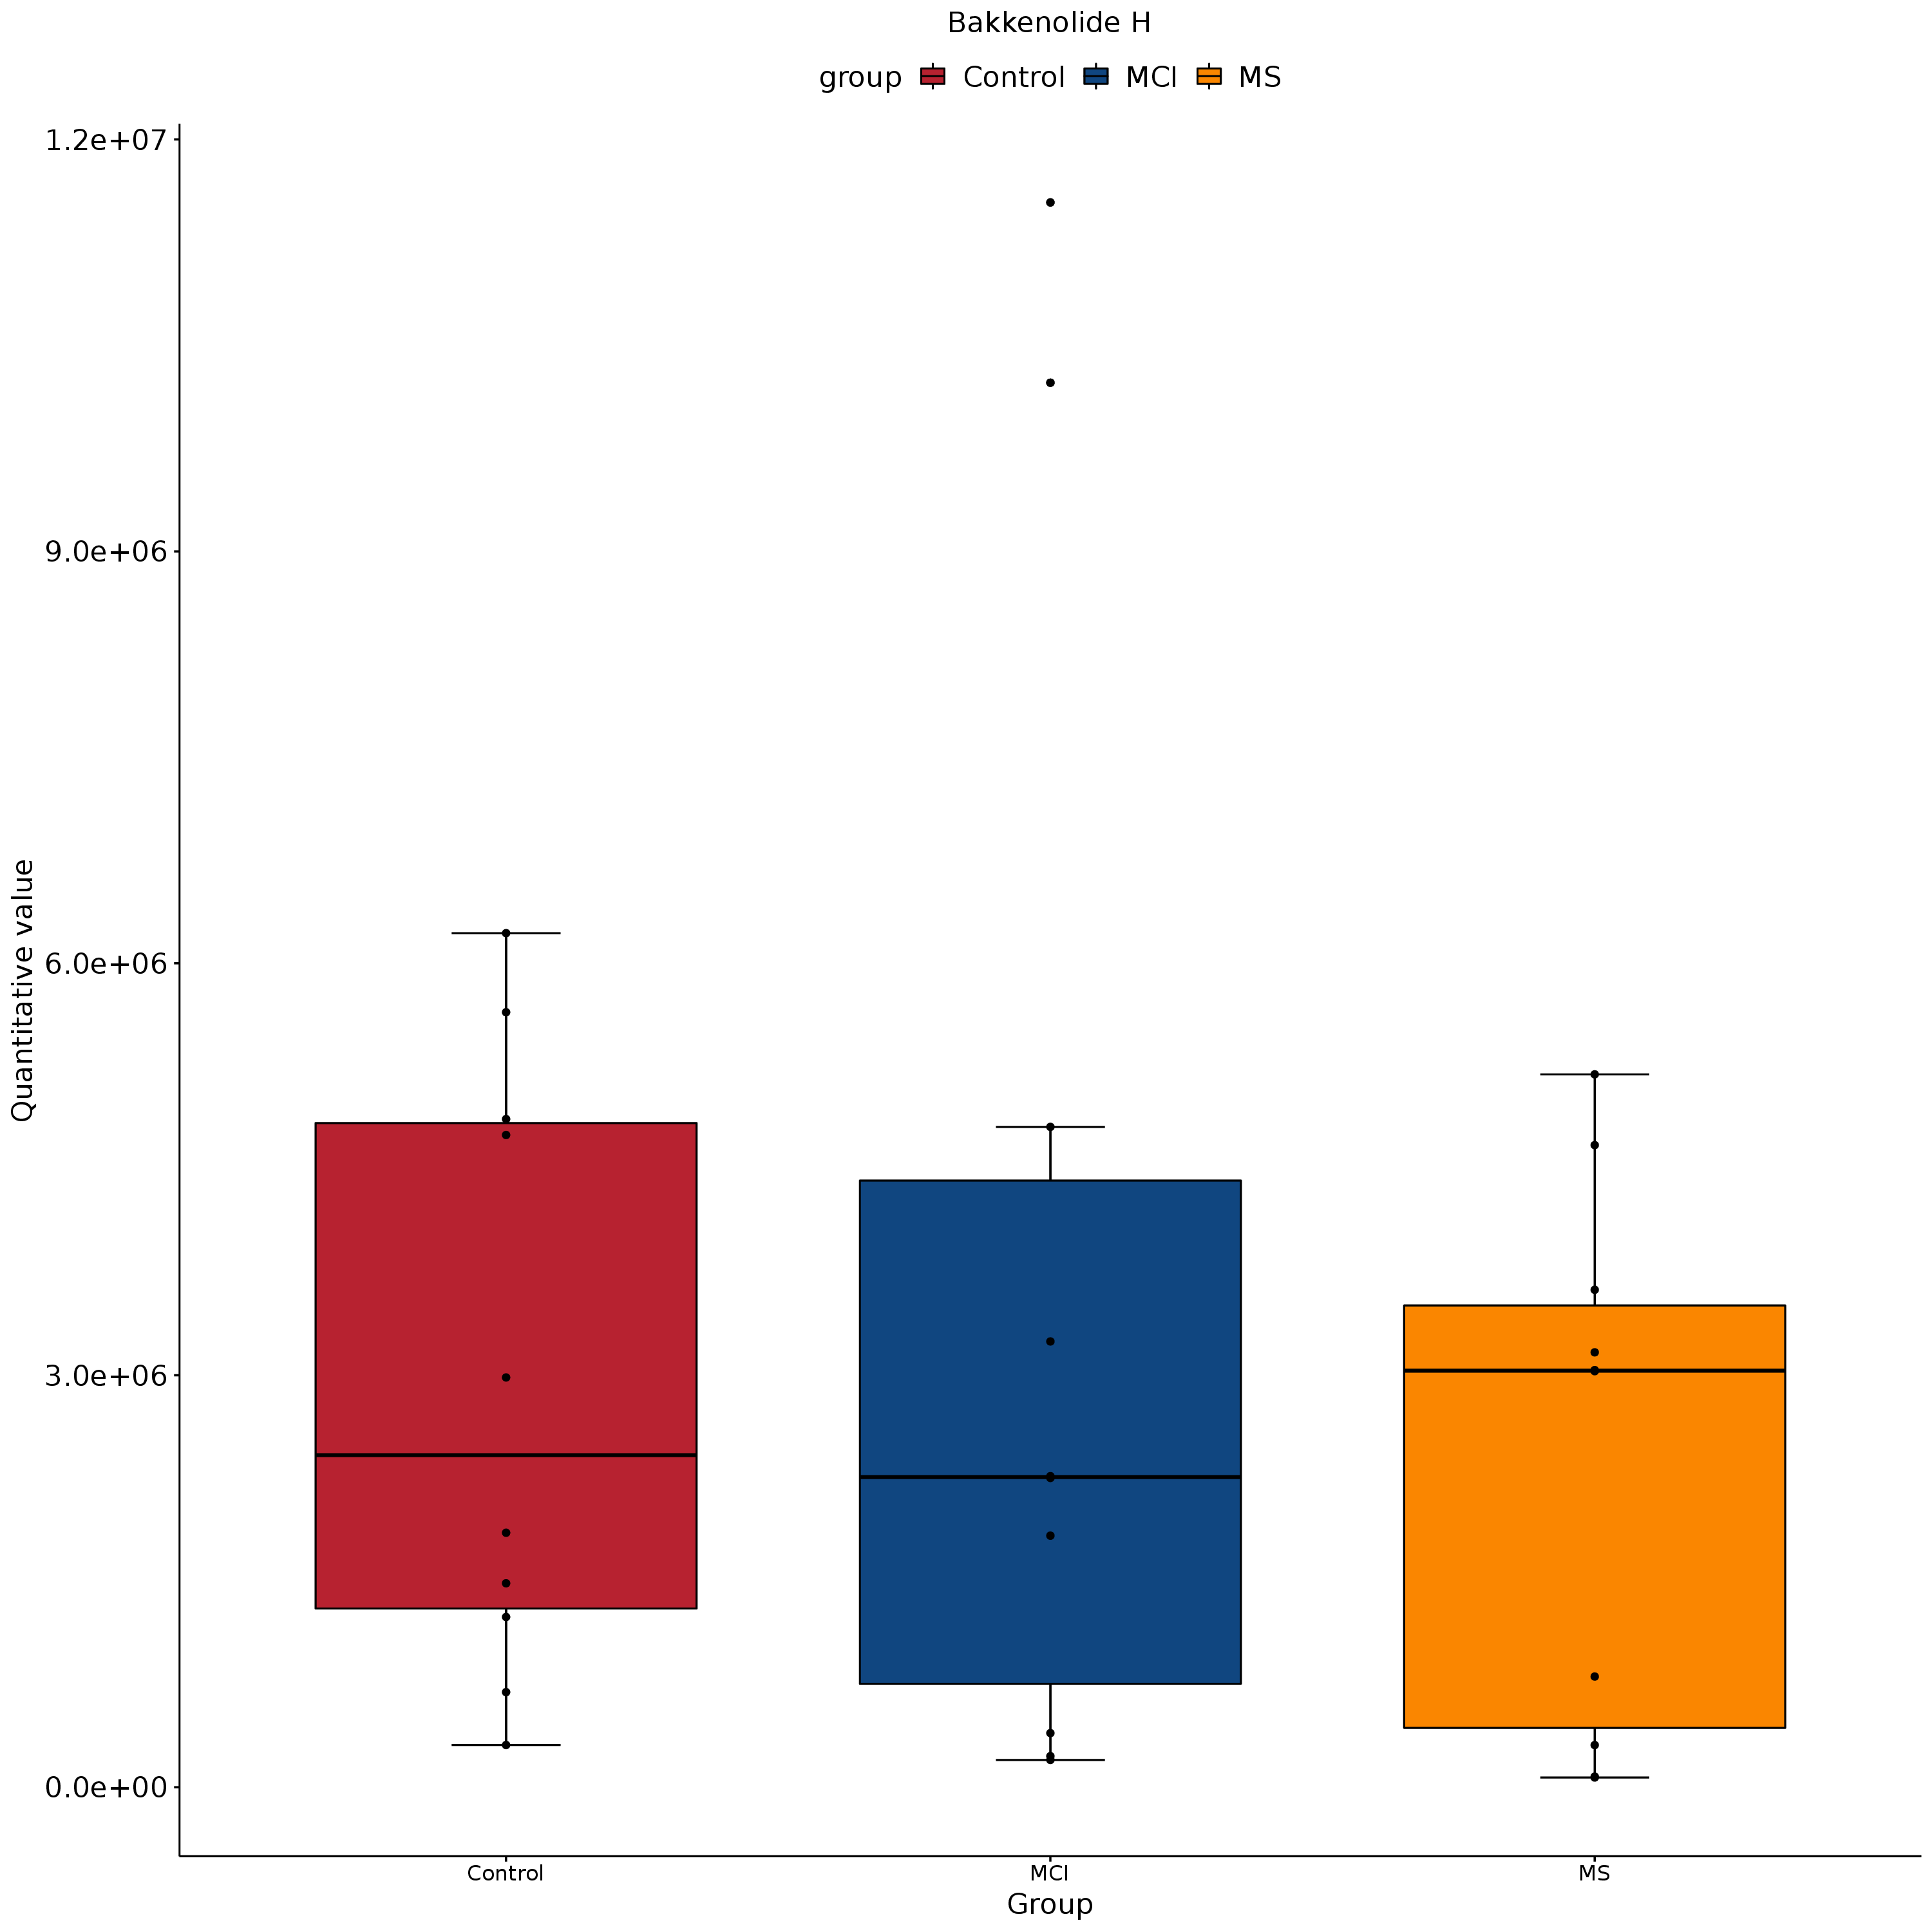 Bakkenolide H
group Control MCI MS
1.2e+07
9.0e+06
6.0e+06
3.0e+06
0.0e+00
Quantitative value
Control MCI MS
Group